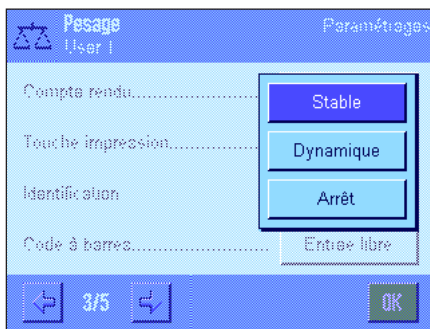 Pesage
User 1
Paramétrages
Compte rendu
Stable
Touche impression
Dynamique
Identification
Arrêt
Code à barres
Entrée libre
3/5
OK